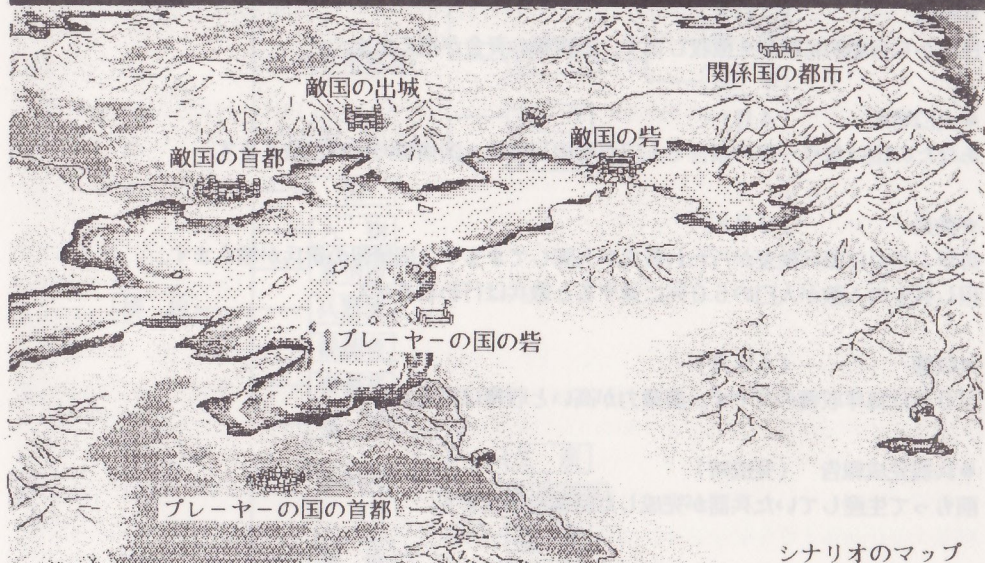 関係国の都市
敵国の出城
敵国の砦
敵国の首都
プレーヤーの国の砦
プレーヤーの国の首都
シナリオのマップ